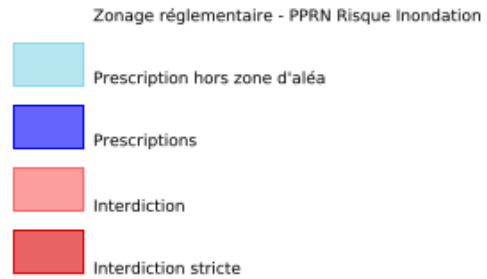 Zonage réglementaire - PPRN Risque Inondation
Prescription hors zone d'aléa
Prescriptions
Interdiction
Interdiction stricte